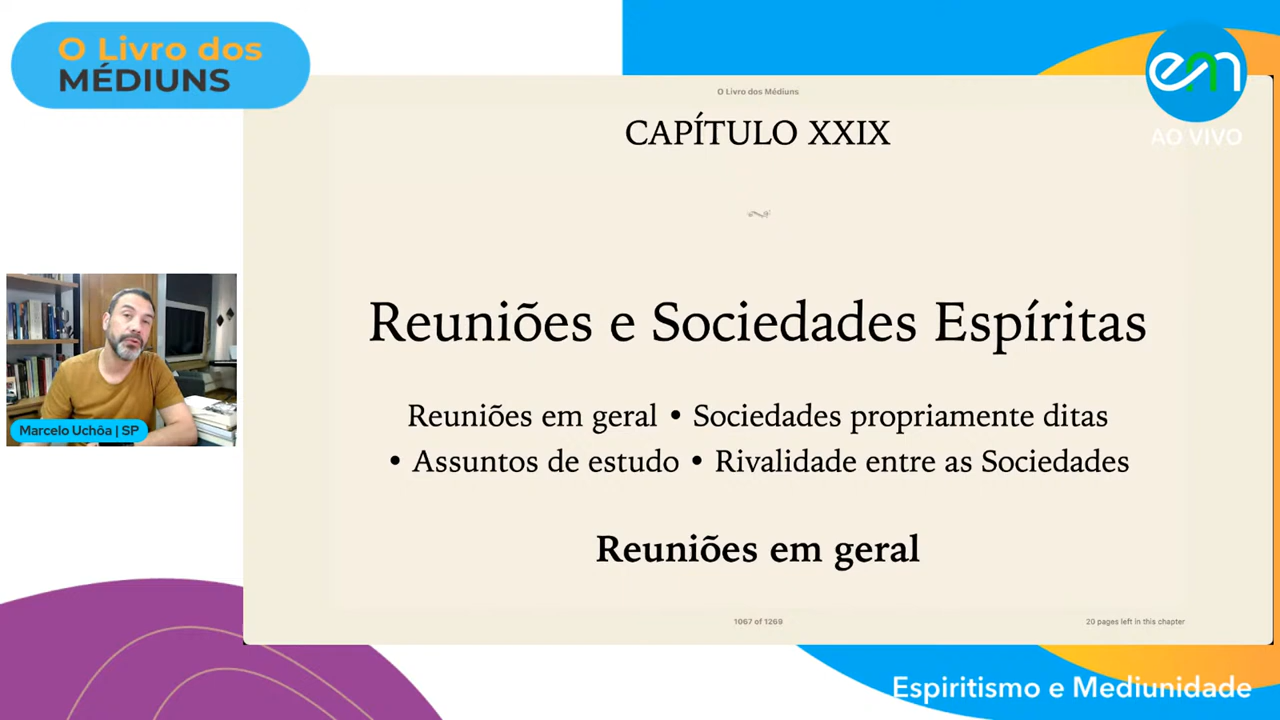 O Livro dos
MÉDIUNS
em
AO VIVO
O Livro dos Médiuns
CAPÍTULO XXIX
Reuniões e Sociedades Espíritas
Reuniões em geral • Sociedades propriamente ditas
• Assuntos de estudo • Rivalidade entre as Sociedades
Reuniões em geral
1067 of 1269
20 pages left in this chapter
Marcelo Uchôa | SP
Espiritismo e Mediunidade